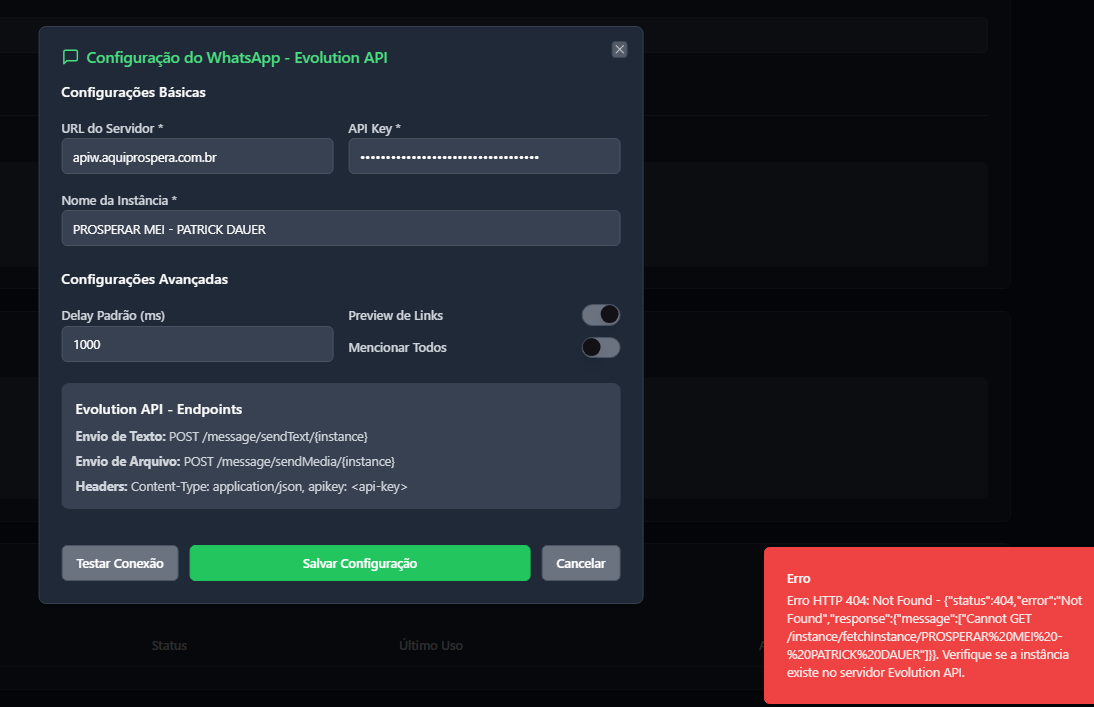 Configuração do WhatsApp - Evolution API
Configurações Básicas
URL do Servidor *
API Key *
apiw.aquiprospera.com.br
•••••••••••••••••••••••••••••••••••
Nome da Instância *
PROSPERAR MEI - PATRICK DAUER
Configurações Avançadas
Delay Padrão (ms)
Preview de Links
1000
Mencionar Todos
Evolution API - Endpoints
Envio de Texto: POST /message/sendText/{instance}
Envio de Arquivo: POST /message/sendMedia/{instance}
Headers: Content-Type: application/json, apikey: <api-key>
Testar Conexão
Salvar Configuração
Cancelar
Status
Último Uso
Erro
Erro HTTP 404: Not Found - {"status":404,"error":"Not
Found","response":{"message":["Cannot GET
/instance/fetchInstance/PROSPERAR%20MEI%20-
%20PATRICK%20DAUER"]}}. Verifique se a instância
existe no servidor Evolution API.